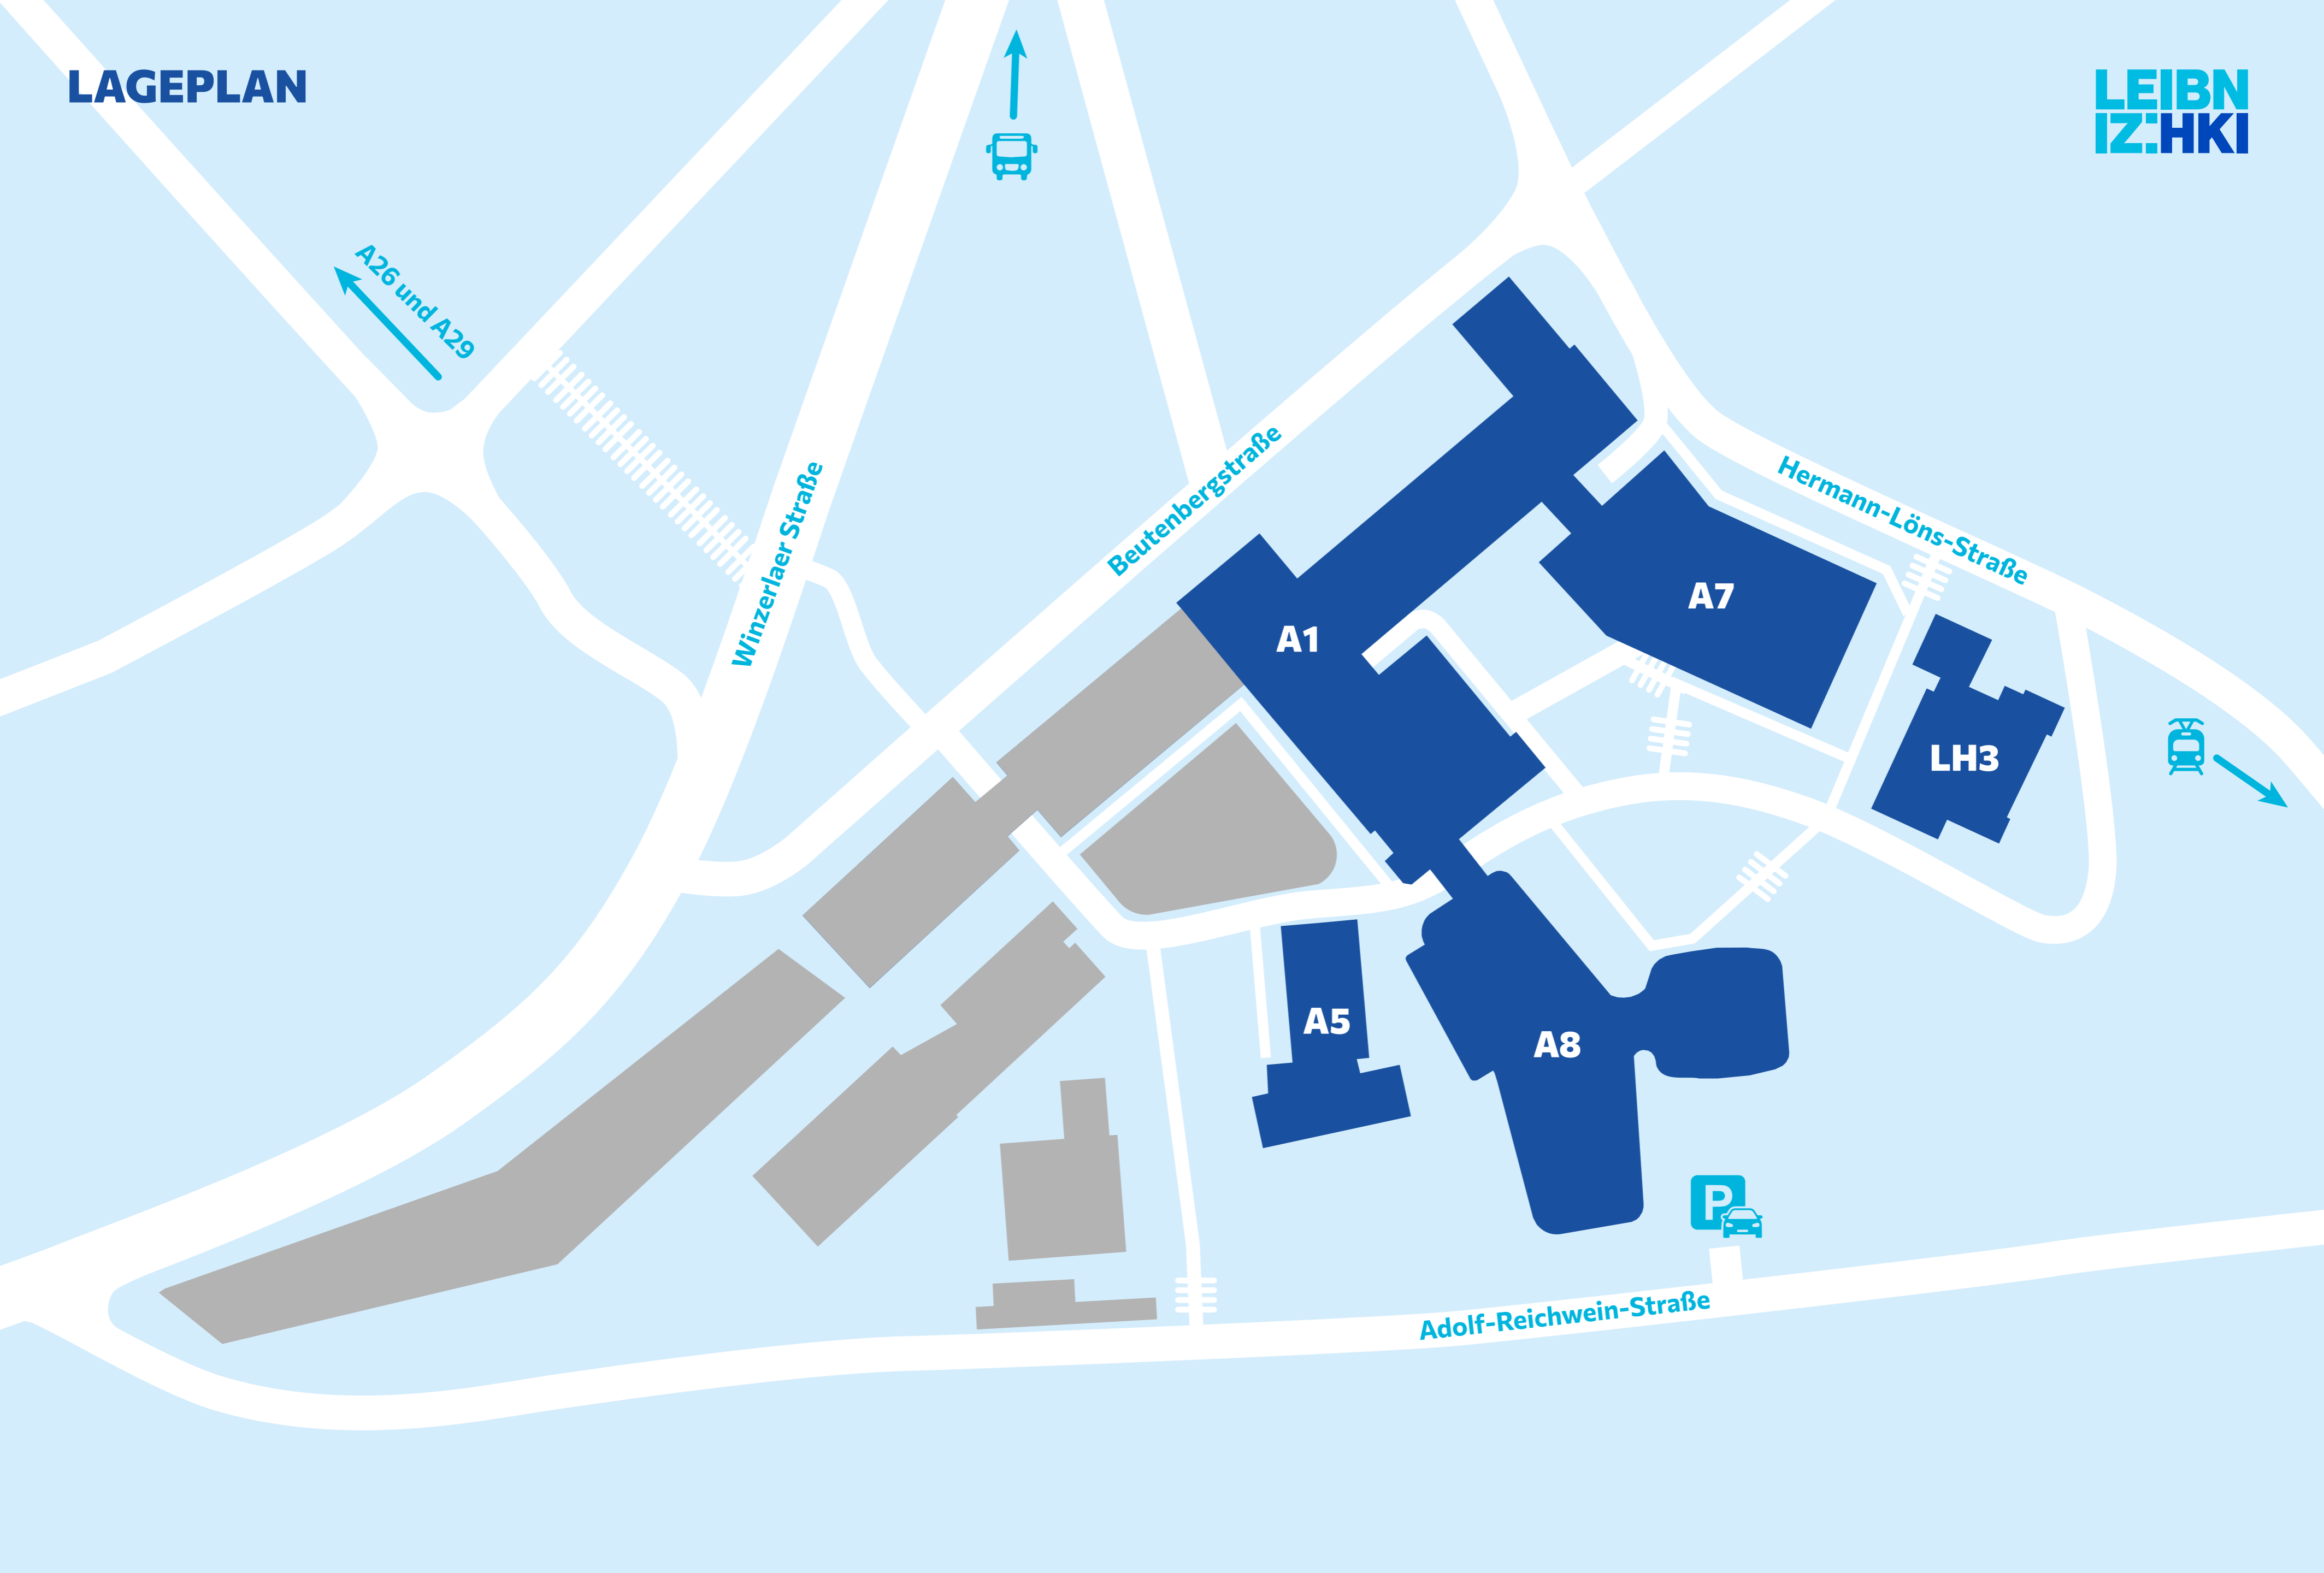 LAGEPLAN
LEIBN
IZ:HKI
A26 und A29
Winzerlaer Straße
Beutenbergstraße
Hermann-Löns-Straße
A7
A1
LH3
A5
A8
P
Adolf-Reichwein-Straße